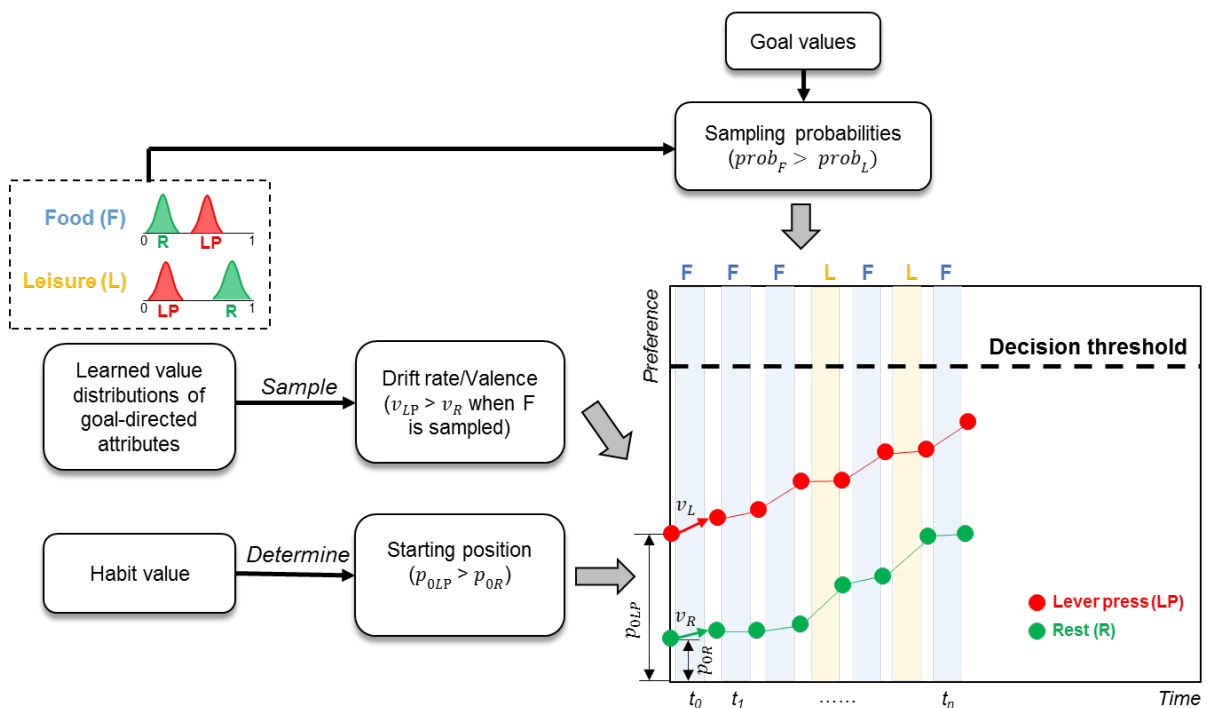 Goal values
Sampling probabilities
(prob_F > prob_L)
Food (F)
0 R LP 1
Leisure (L)
0 LP R 1
Learned value
distributions of
goal-directed
attributes
Sample
Drift rate/Valence
(v_LP > v_R when F
is sampled)
Habit value
Determine
Starting position
(p_0LP > p_0R)
F F F L F L F
Preference
Decision threshold
v_L
v_R
p_0LP
p_0R
Lever press (LP)
Rest (R)
t_0 t_1 ...... t_n Time